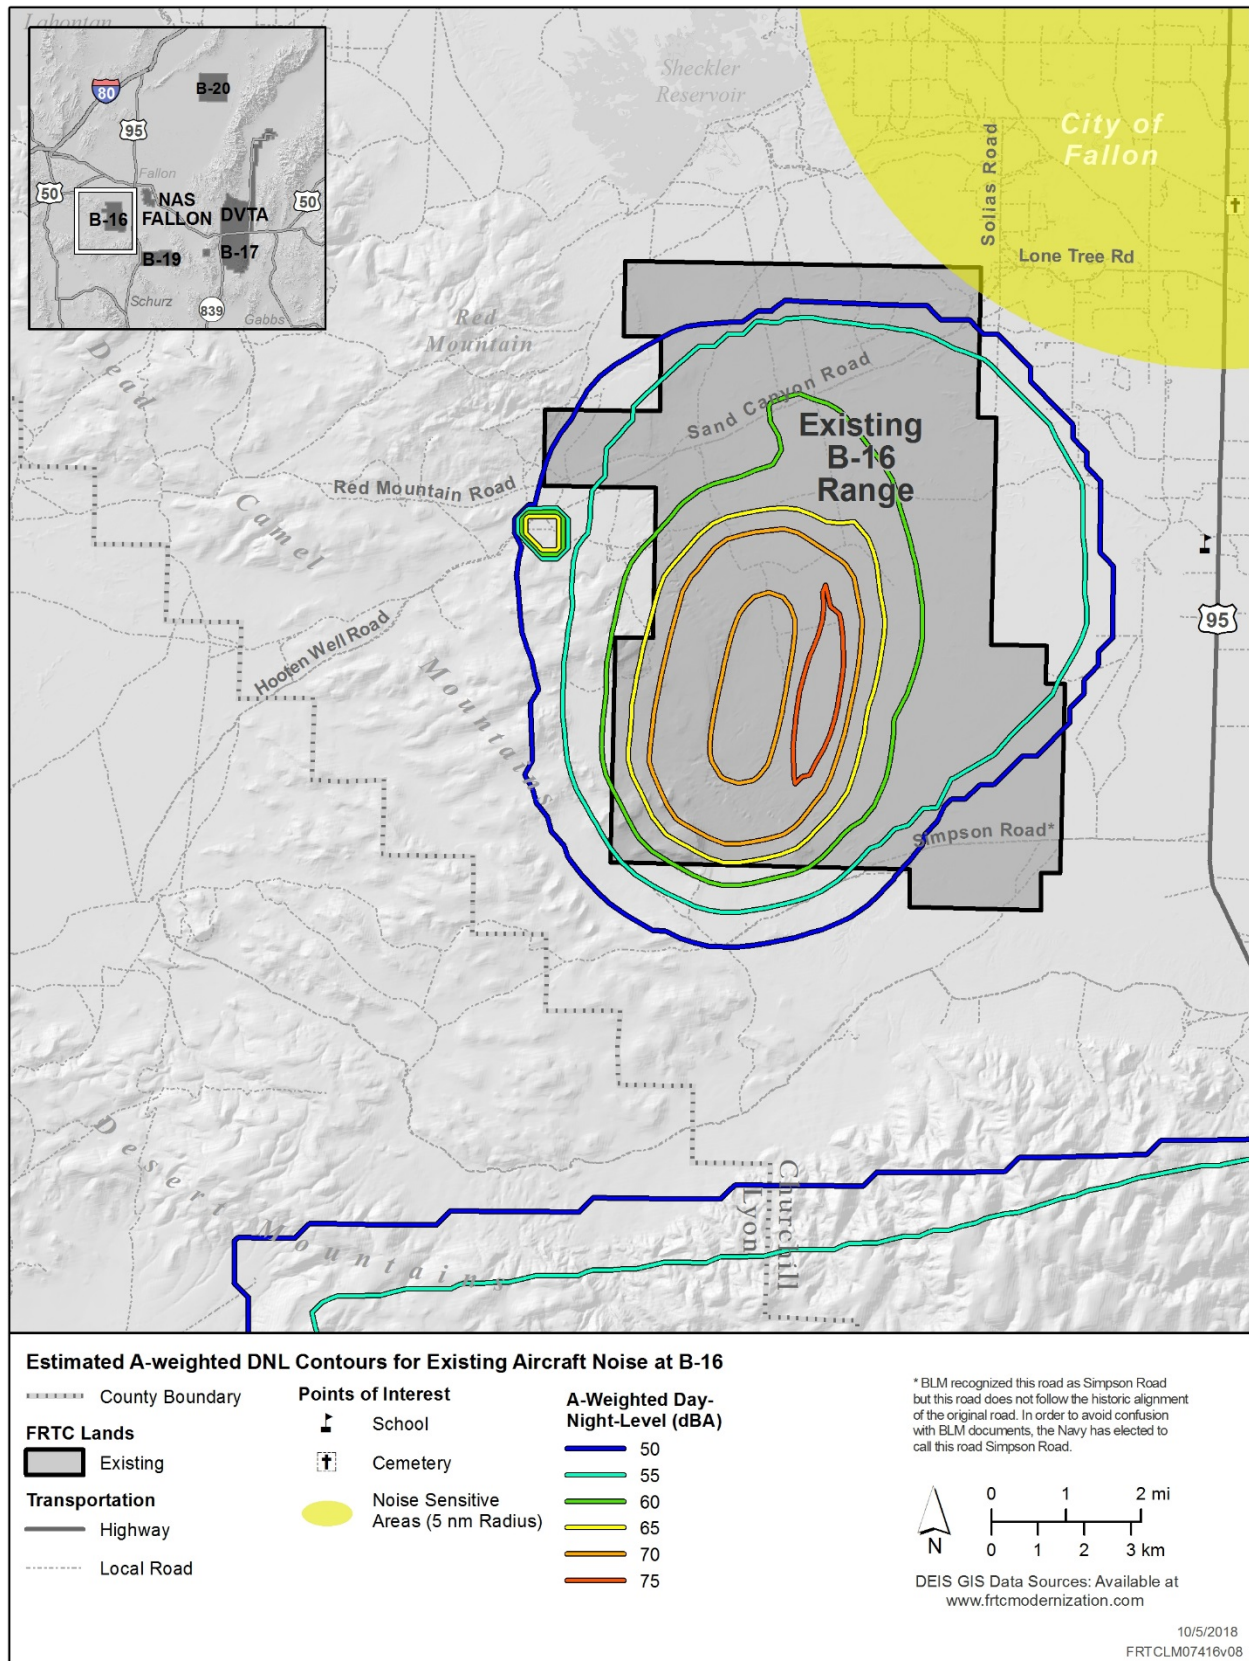 Lahontan
80
95
B-20
Fallon
50
NAS
FALLON
DVTA
50
B-16
B-17
B-19
Schurz
839
Gabbs
Sheckler
Reservoir
City of
Fallon
Solias Road
Lone Tree Rd
Red
Mountain
Dead
Camel
Mountains
Sand Canyon Road
Existing
B-16
Range
Red Mountain Road
Hooten Well Road
95
Simpson Road*
Desert Mountains
Churchill
Lyon
Estimated A-weighted DNL Contours for Existing Aircraft Noise at B-16
County Boundary
FRTC Lands
Existing
Transportation
Highway
Local Road
Points of Interest
School
Cemetery
Noise Sensitive
Areas (5 nm Radius)
A-Weighted Day-
Night-Level (dBA)
50
55
60
65
70
75
* BLM recognized this road as Simpson Road
but this road does not follow the historic alignment
of the original road. In order to avoid confusion
with BLM documents, the Navy has elected to
call this road Simpson Road.
N
0 1 2 mi
0 1 2 3 km
DEIS GIS Data Sources: Available at
www.frtcmodernization.com
10/5/2018
FRTCLM07416v08